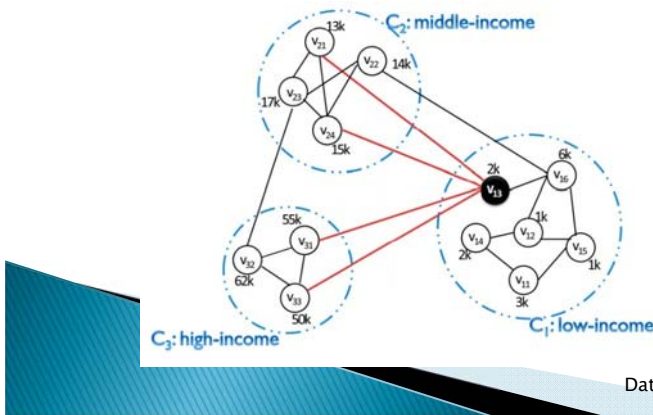 C₂: middle-income
13k
v₂₁
v₂₂
14k
17k
v₂₃
v₂₄
15k
2k
v₁₃
6k
v₁₆
1k
v₁₂
v₁₄
2k
v₁₅
1k
v₁₁
3k
C₁: low-income
55k
v₃₁
v₃₂
62k
v₃₃
50k
C₃: high-income
Dat